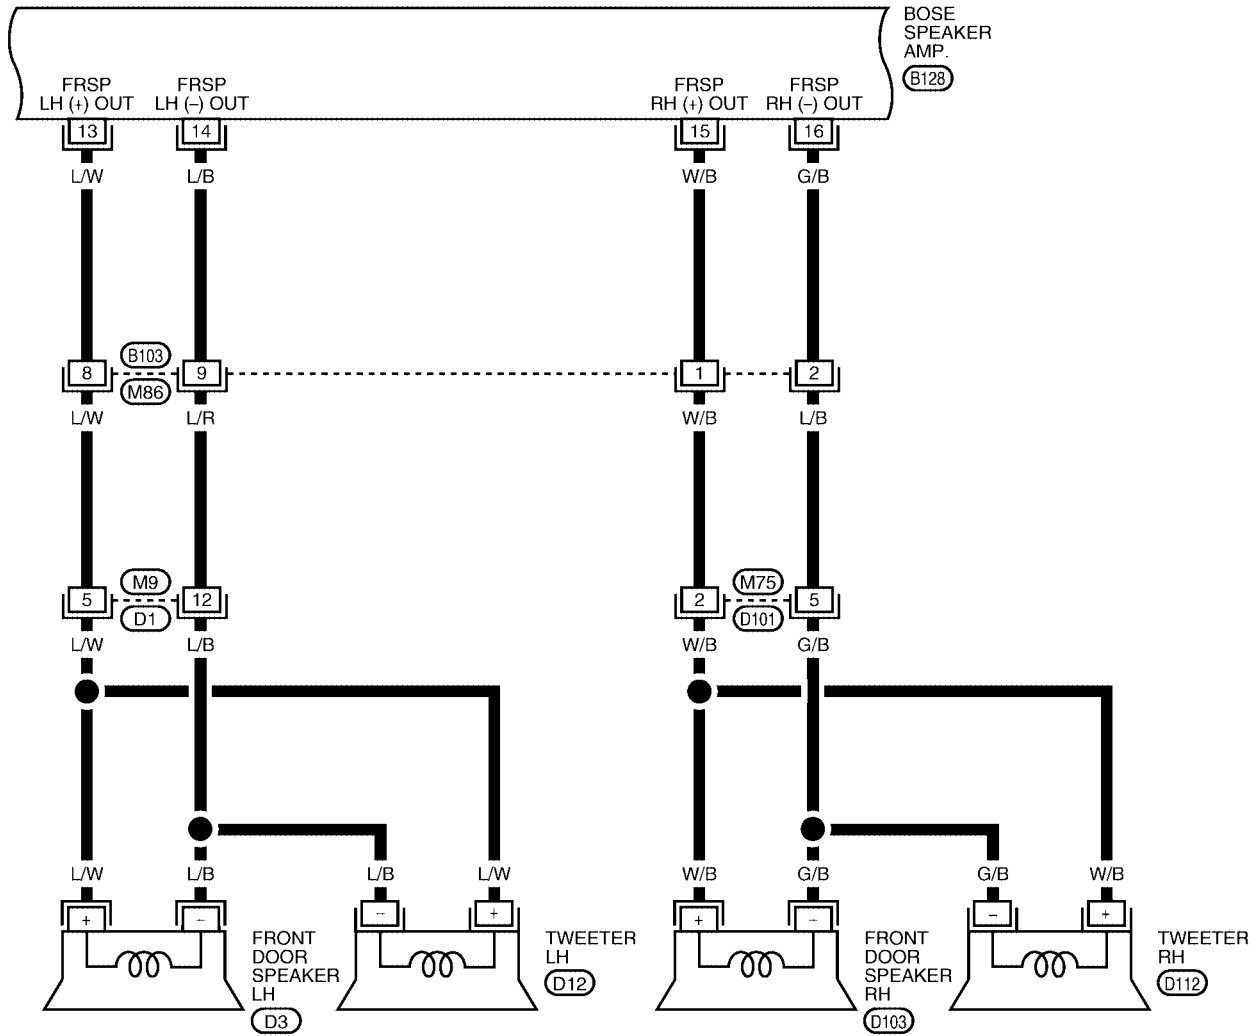 BOSE
SPEAKER
AMP.
B128
FRSP
LH (+) OUT
FRSP
LH (–) OUT
FRSP
RH (+) OUT
FRSP
RH (–) OUT
13
14
15
16
L/W
L/B
W/B
G/B
8
B103
M86
9
1
2
L/W
L/R
W/B
L/B
5
M9
D1
12
2
M75
D101
5
L/W
L/B
W/B
G/B
L/W
L/B
L/B
L/W
W/B
G/B
G/B
W/B
+
–
–
+
+
–
–
+
FRONT
DOOR
SPEAKER
LH
D3
TWEETER
LH
D12
FRONT
DOOR
SPEAKER
RH
D103
TWEETER
RH
D112